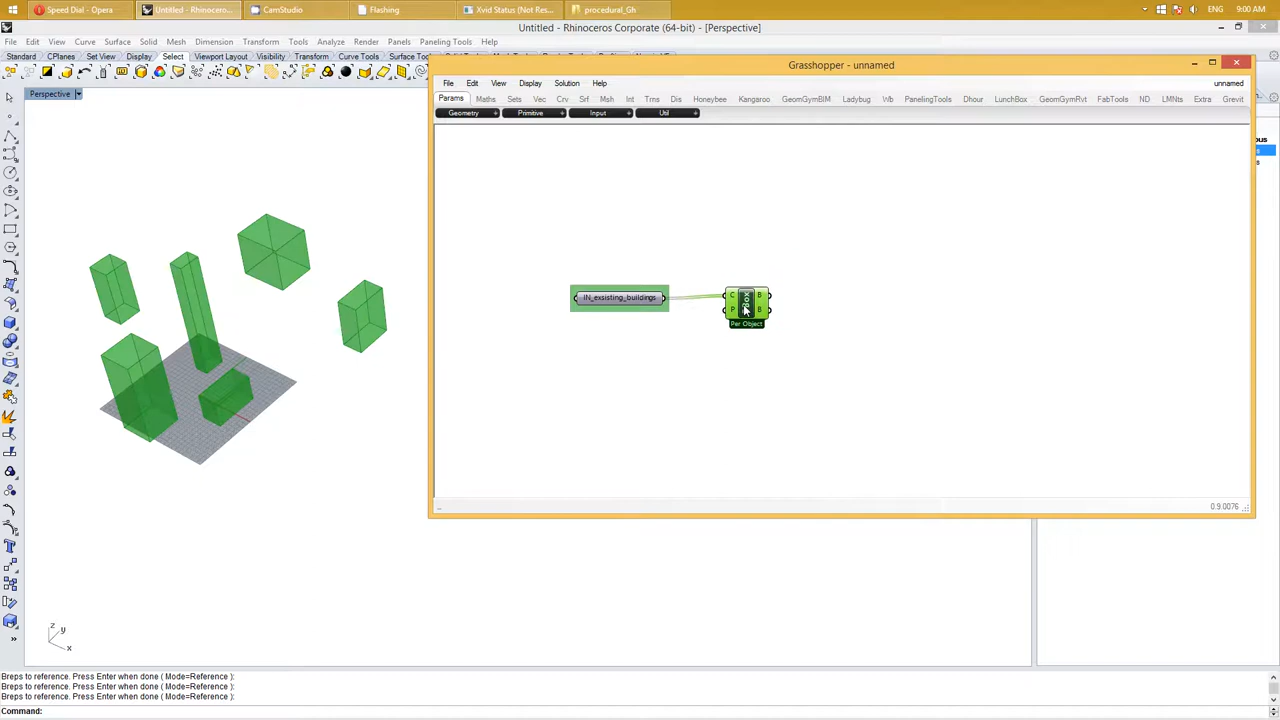 Speed Dial - Opera
Untitled - Rhinoceros...
CamStudio
Flashing
Xvid Status (Not Res...
procedural_Gh
ENG
9:00 AM
Untitled - Rhinoceros Corporate (64-bit) - [Perspective]
File Edit View Curve Surface Solid Mesh Dimension Transform Tools Analyze Render Panels Paneling Tools Help
Standard CPlanes Set View Display Select Viewport Layout Visibility Transform Curve Tools Surface Too
Grasshopper - unnamed
File Edit View Display Solution Help
unnamed
Perspective
Params Maths Sets Vec Crv Srf Msh Int Trns Dis Honeybee Kangaroo GeomGymBIM Ladybug Wb PanelingTools Dhour LunchBox GeomGymRvt FabTools ND LMNts Extra Grevit
Geometry + Primitive + Input + Util +
IN_exsisting_buildings
C B
P B
Per Object
0.9.0076
z
y
x
Breps to reference. Press Enter when done ( Mode=Reference ):
Breps to reference. Press Enter when done ( Mode=Reference ):
Breps to reference. Press Enter when done ( Mode=Reference ):
Command: